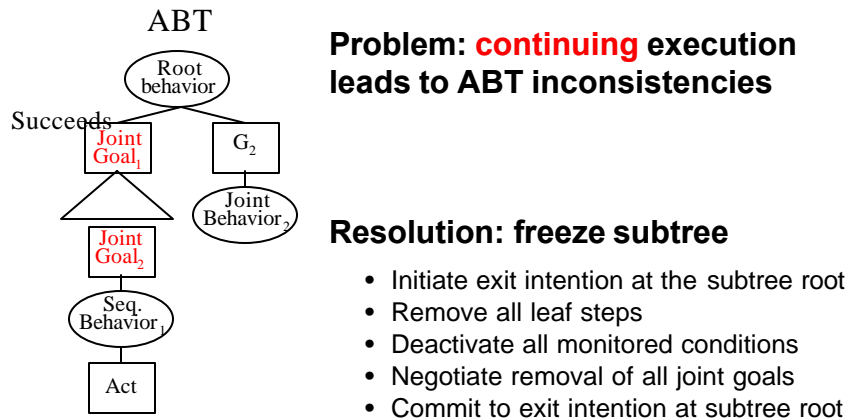 ABT
Root
behavior
Succeeds
Joint
Goal1
G2
Joint
Behavior2
Joint
Goal2
Seq.
Behavior1
Act
Problem: continuing execution
leads to ABT inconsistencies
Resolution: freeze subtree
• Initiate exit intention at the subtree root
• Remove all leaf steps
• Deactivate all monitored conditions
• Negotiate removal of all joint goals
• Commit to exit intention at subtree root